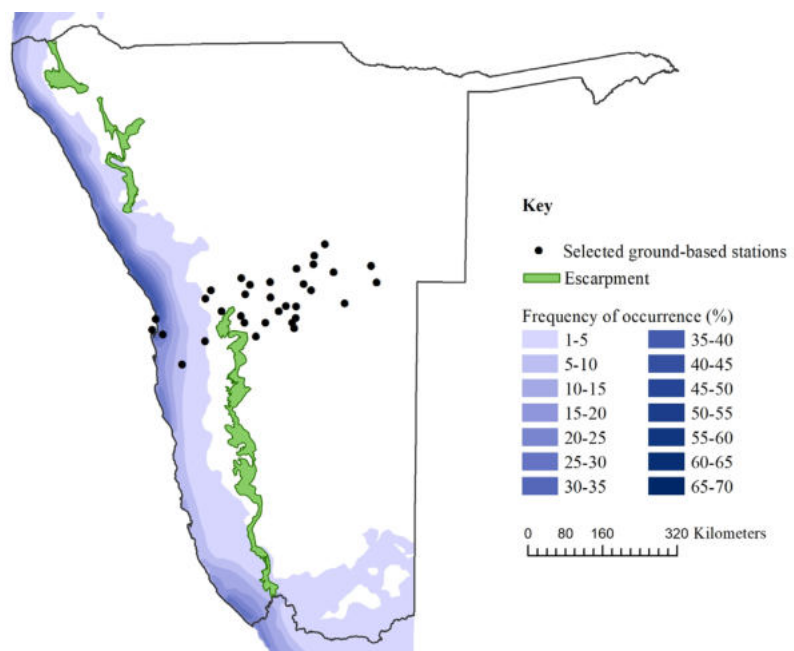 Key
Selected ground-based stations
Escarpment
Frequency of occurrence (%)
1-5 35-40
5-10 40-45
10-15 45-50
15-20 50-55
20-25 55-60
25-30 60-65
30-35 65-70
0 80 160 320 Kilometers